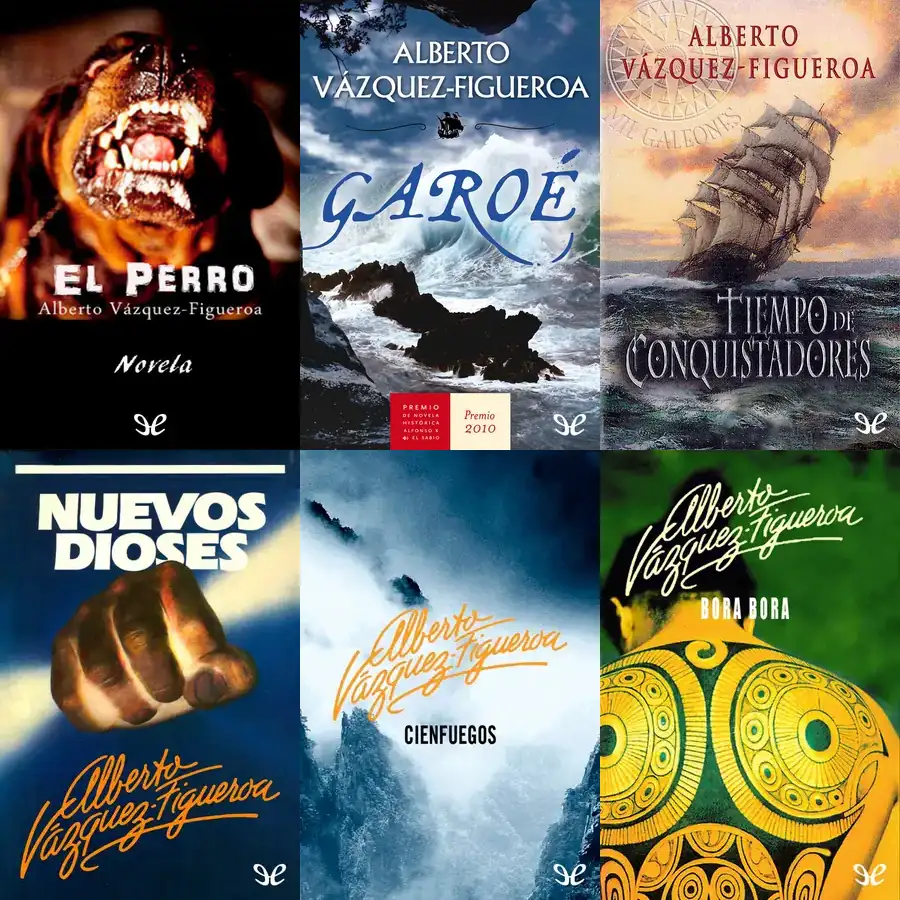 EL PERRO
Alberto Vázquez-Figueroa
Novela
ALBERTO
VÁZQUEZ-FIGUEROA
GAROÉ
PREMIO
DE NOVELA
HISTÓRICA
ALFONSO X
EL SABIO
Premio
2010
ALBERTO
VÁZQUEZ-FIGUEROA
MIL GALEONES
TIEMPO DE
CONQUISTADORES
NUEVOS
DIOSES
Alberto
Vázquez-Figueroa
Alberto
Vázquez-Figueroa
CIENFUEGOS
Alberto
Vázquez-Figueroa
BORA BORA